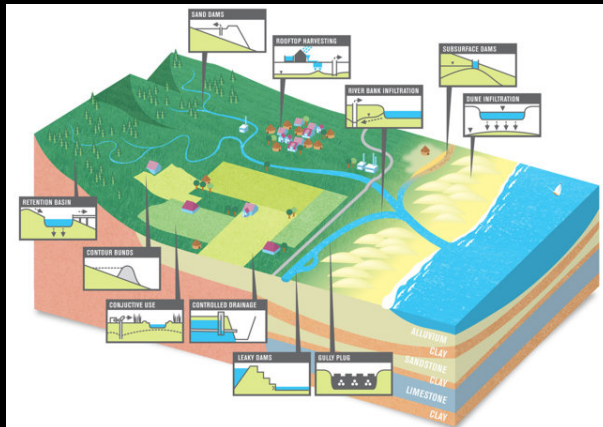 SAND DAMS
ROOFTOP HARVESTING
SUBSURFACE DAMS
RIVER BANK INFILTRATION
DUNE INFILTRATION
RETENTION BASIN
CONTOUR BUNDS
CONJUCTIVE USE
CONTROLLED DRAINAGE
LEAKY DAMS
GULLY PLUG
ALLUVIUM
CLAY
SANDSTONE
CLAY
LIMESTONE
CLAY